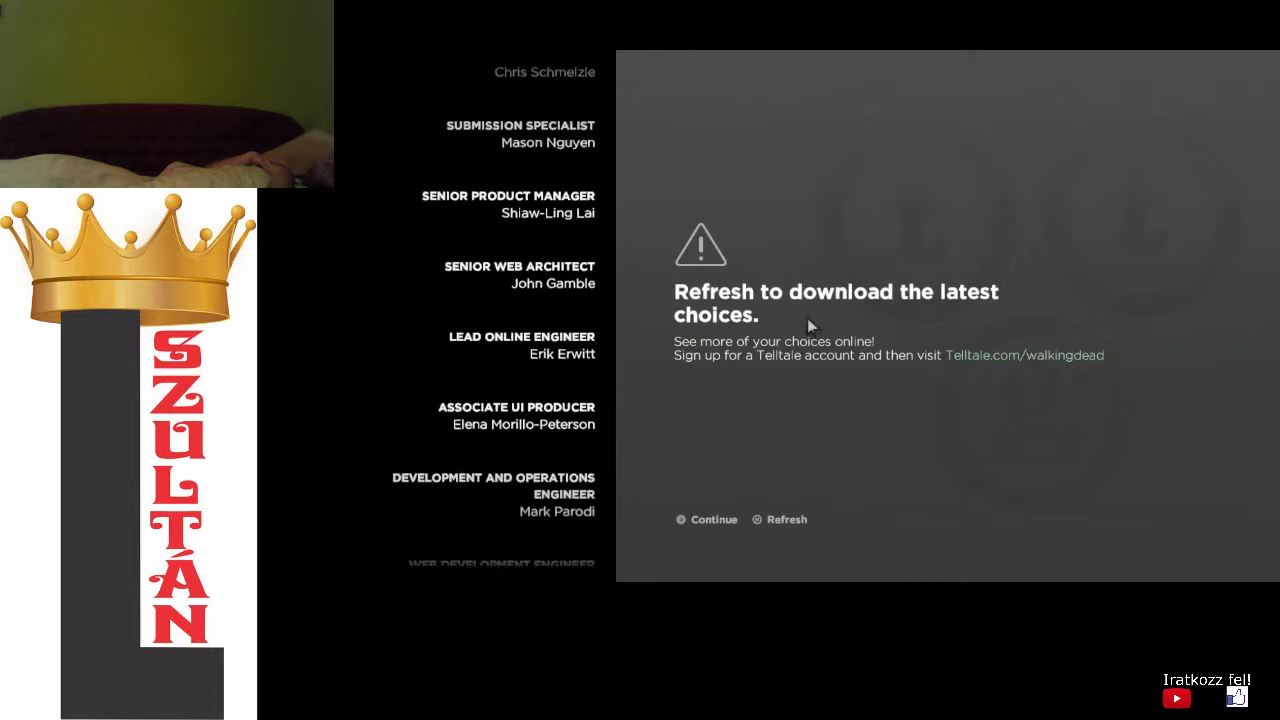 Chris Schmelzle
SUBMISSION SPECIALIST
Mason Nguyen
SENIOR PRODUCT MANAGER
Shiaw-Ling Lai
SENIOR WEB ARCHITECT
John Gamble
LEAD ONLINE ENGINEER
Erik Erwitt
ASSOCIATE UI PRODUCER
Elena Morillo-Peterson
DEVELOPMENT AND OPERATIONS
ENGINEER
Mark Parodi
WEB DEVELOPMENT ENGINEER
Refresh to download the latest
choices.
See more of your choices online!
Sign up for a Telltale account and then visit Telltale.com/walkingdead
Continue Refresh
L
SZULTÁN
Iratkozz fel!